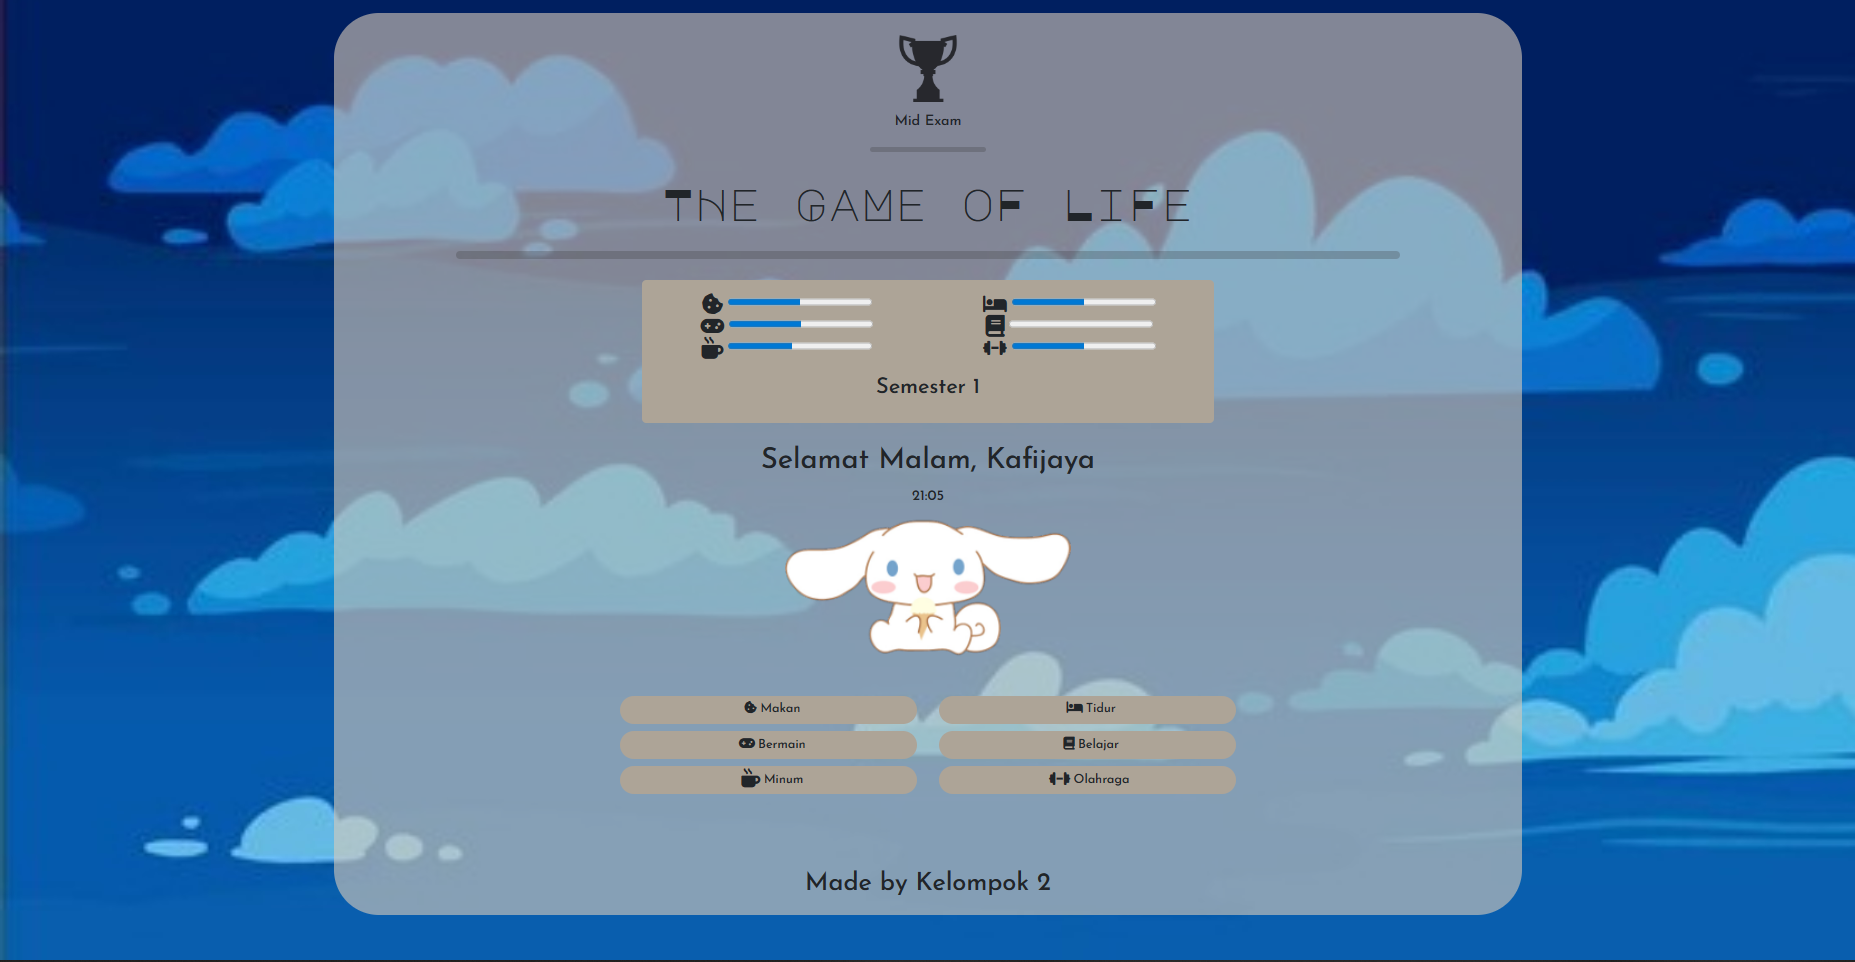 Mid Exam
THE GAME OF LIFE
Semester 1
Selamat Malam, Kafijaya
21:05
Makan
Tidur
Bermain
Belajar
Minum
Olahraga
Made by Kelompok 2